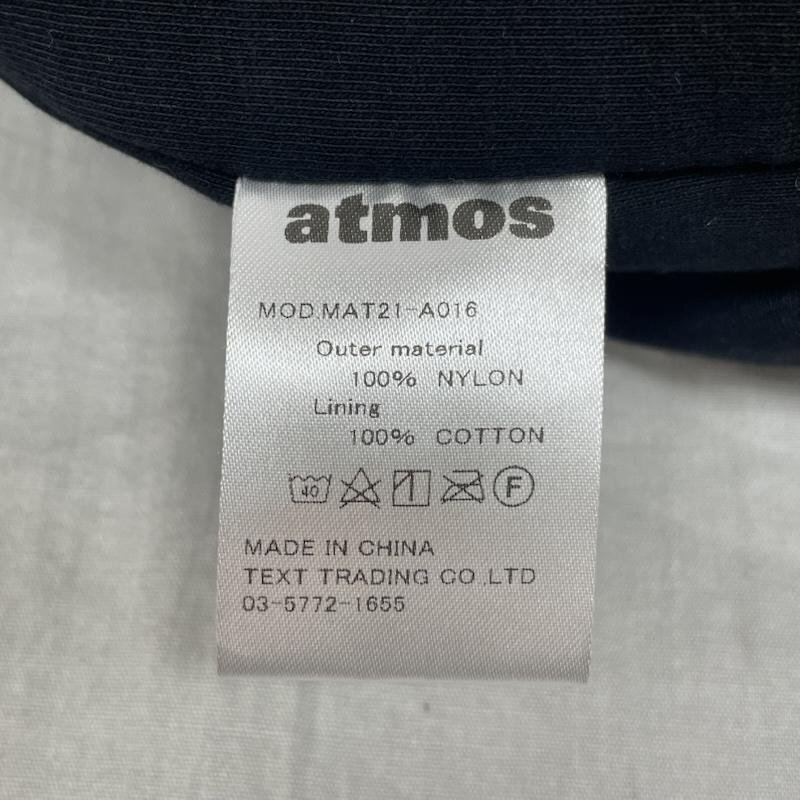 atmos
MOD.MAT21-A016
Outer material
100% NYLON
Lining
100% COTTON
40 F
MADE IN CHINA
TEXT TRADING CO.,LTD
03-5772-1655